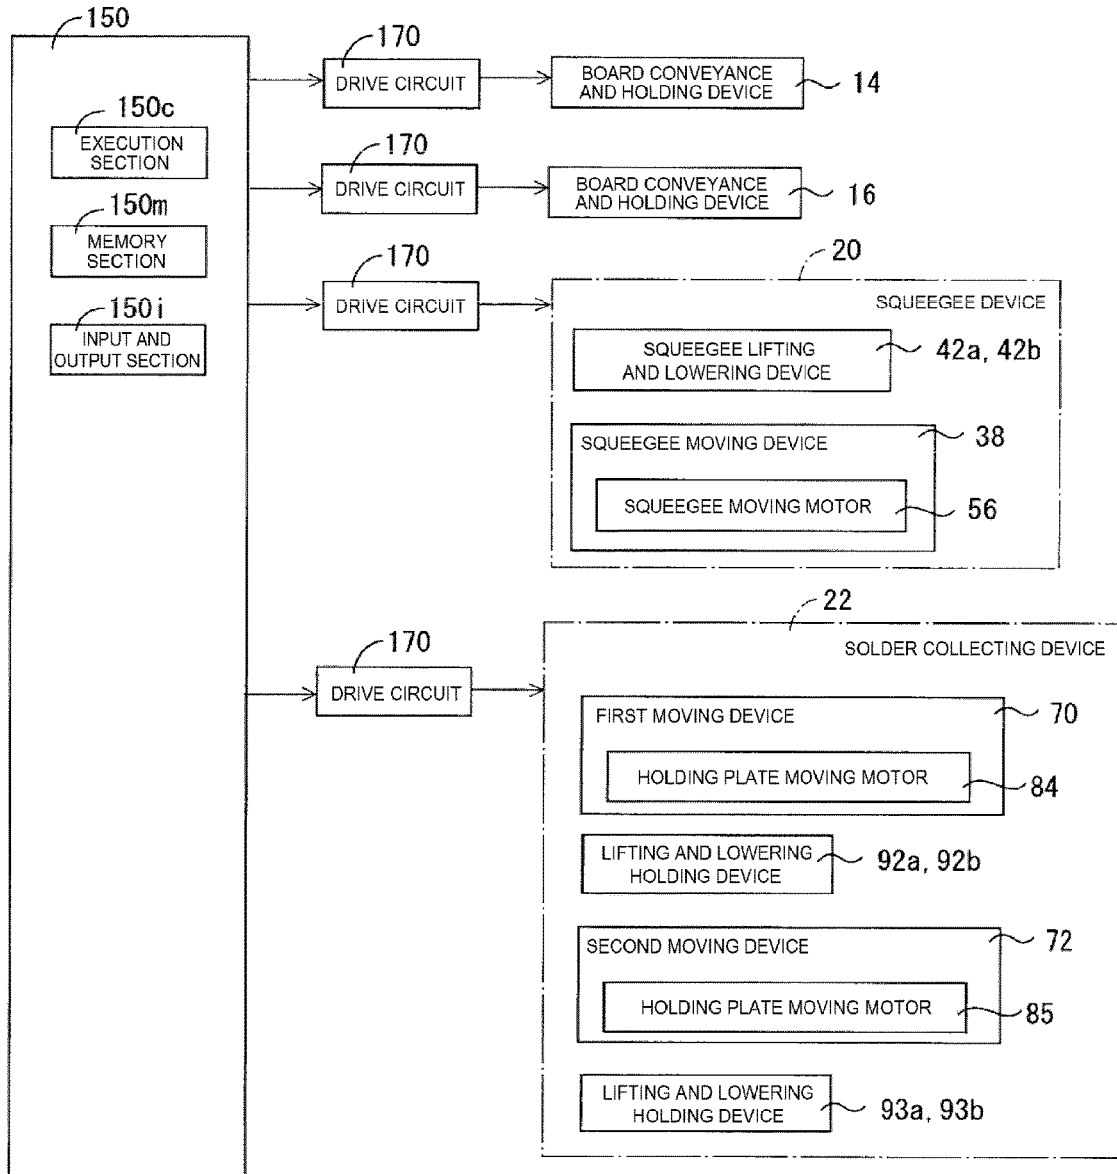 150
150c
EXECUTION
SECTION
150m
MEMORY
SECTION
150i
INPUT AND
OUTPUT SECTION
170
DRIVE CIRCUIT
BOARD CONVEYANCE
AND HOLDING DEVICE
14
170
DRIVE CIRCUIT
BOARD CONVEYANCE
AND HOLDING DEVICE
16
170
DRIVE CIRCUIT
20
SQUEEGEE DEVICE
SQUEEGEE LIFTING
AND LOWERING DEVICE
42a, 42b
SQUEEGEE MOVING DEVICE
38
SQUEEGEE MOVING MOTOR
56
170
DRIVE CIRCUIT
22
SOLDER COLLECTING DEVICE
FIRST MOVING DEVICE
70
HOLDING PLATE MOVING MOTOR
84
LIFTING AND LOWERING
HOLDING DEVICE
92a, 92b
SECOND MOVING DEVICE
72
HOLDING PLATE MOVING MOTOR
85
LIFTING AND LOWERING
HOLDING DEVICE
93a, 93b